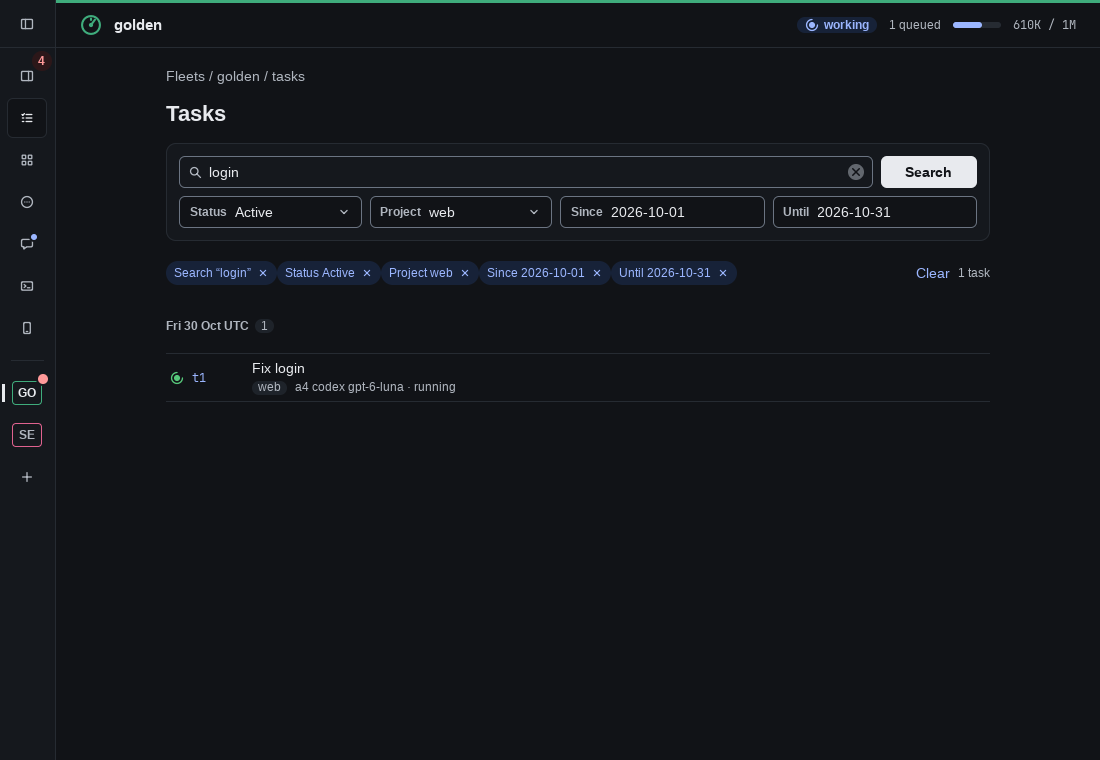 golden
working
1 queued
610K / 1M
4
Fleets / golden / tasks
Tasks
login
Search
Status Active
Project web
Since 2026-10-01
Until 2026-10-31
Search “login” ×
Status Active ×
Project web ×
Since 2026-10-01 ×
Until 2026-10-31 ×
Clear
1 task
Fri 30 Oct UTC 1
t1
Fix login
web a4 codex gpt-6-luna · running
GO
SE